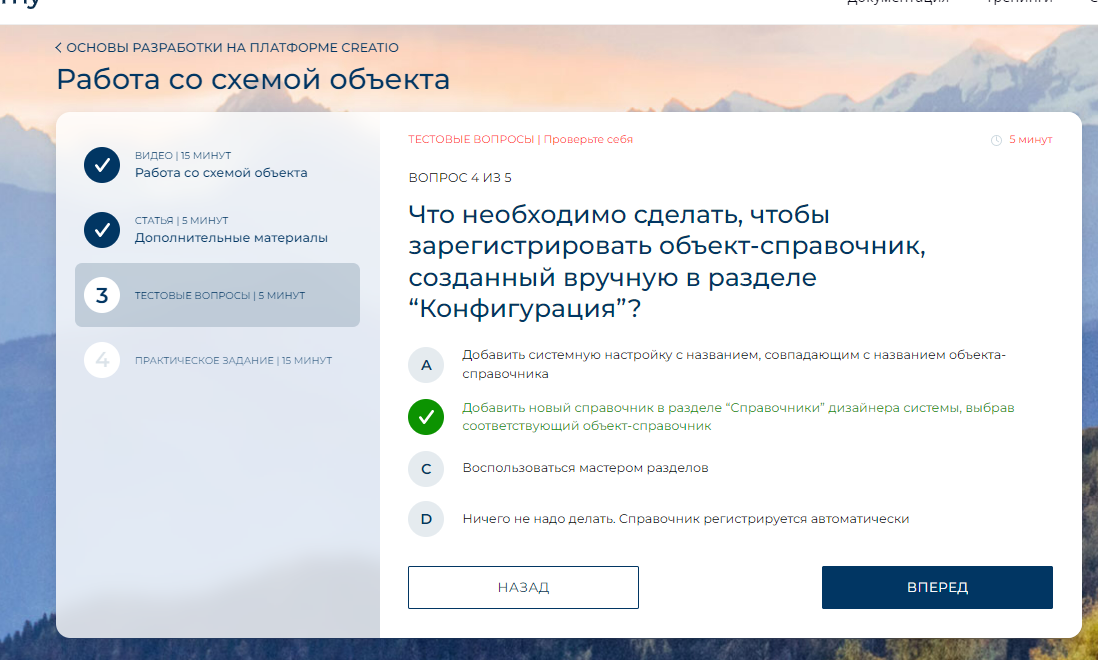 Документация
Тренинги
ОСНОВЫ РАЗРАБОТКИ НА ПЛАТФОРМЕ CREATIO
Работа со схемой объекта
ВИДЕО | 15 МИНУТ
Работа со схемой объекта
СТАТЬЯ | 5 МИНУТ
Дополнительные материалы
3
ТЕСТОВЫЕ ВОПРОСЫ | 5 МИНУТ
4
ПРАКТИЧЕСКОЕ ЗАДАНИЕ | 15 МИНУТ
ТЕСТОВЫЕ ВОПРОСЫ | Проверьте себя
5 минут
ВОПРОС 4 ИЗ 5
Что необходимо сделать, чтобы
зарегистрировать объект-справочник,
созданный вручную в разделе
“Конфигурация”?
A
Добавить системную настройку с названием, совпадающим с названием объекта-
справочника
Добавить новый справочник в разделе “Справочники” дизайнера системы, выбрав
соответствующий объект-справочник
C
Воспользоваться мастером разделов
D
Ничего не надо делать. Справочник регистрируется автоматически
НАЗАД
ВПЕРЕД